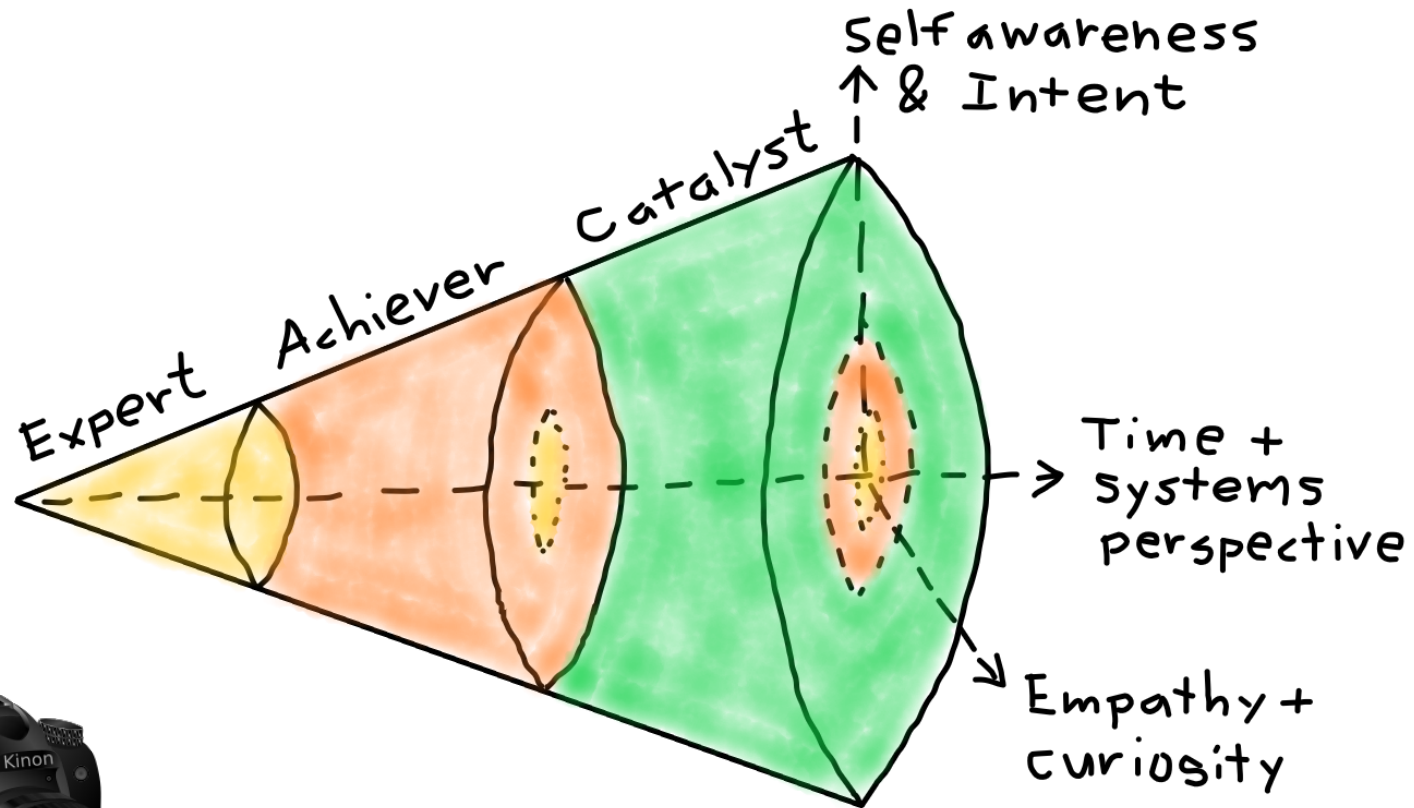 Self awareness
& Intent
Catalyst
Achiever
Expert
Time +
systems
perspective
Empathy +
curiosity
Kinon